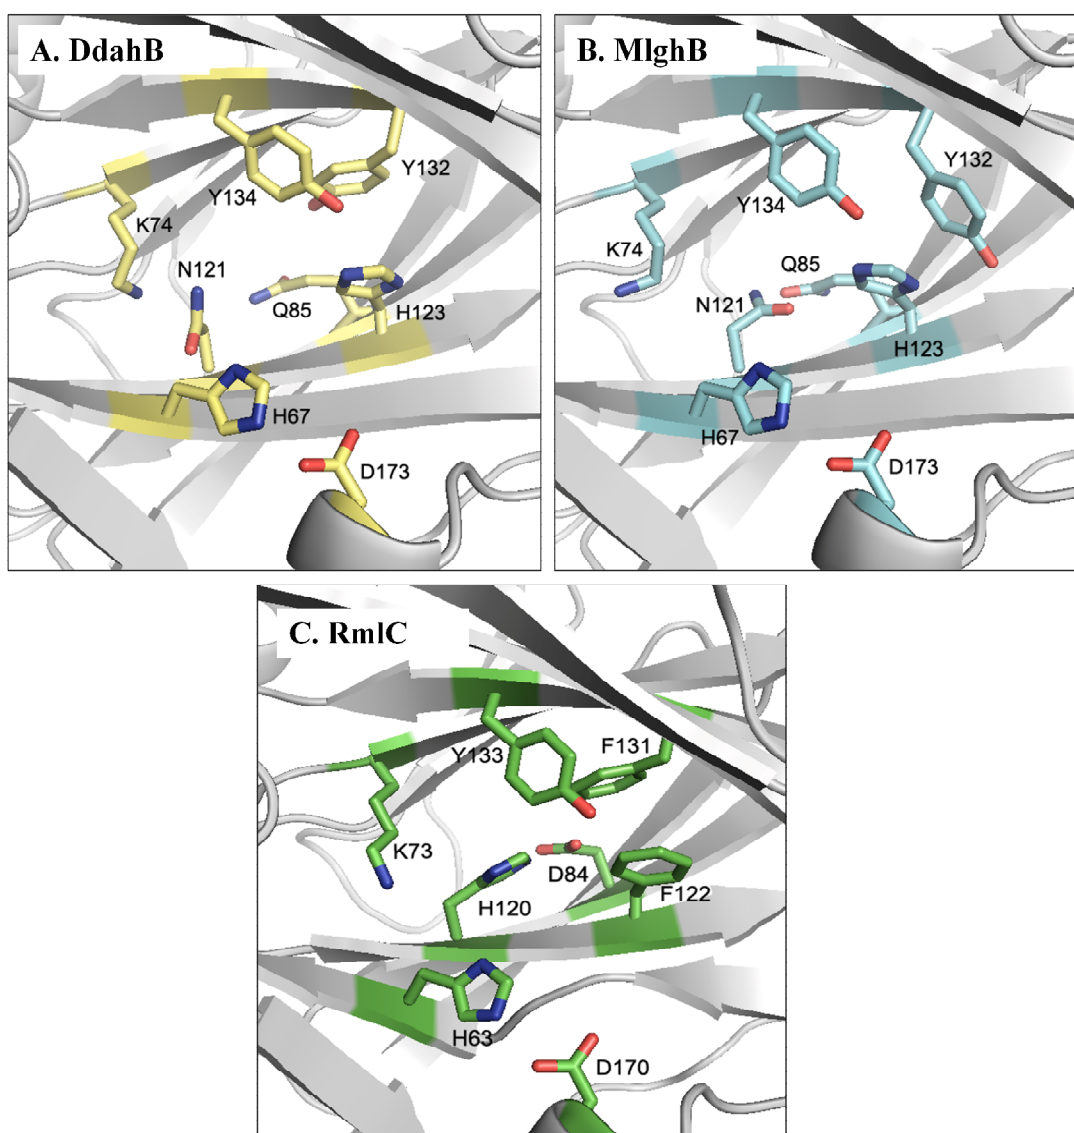 A. DdahB
Y132
Y134
K74
N121
Q85
H123
H67
D173
B. MlghB
Y132
Y134
K74
Q85
N121
H123
H67
D173
C. RmlC
Y133
F131
K73
D84
H120
F122
H63
D170